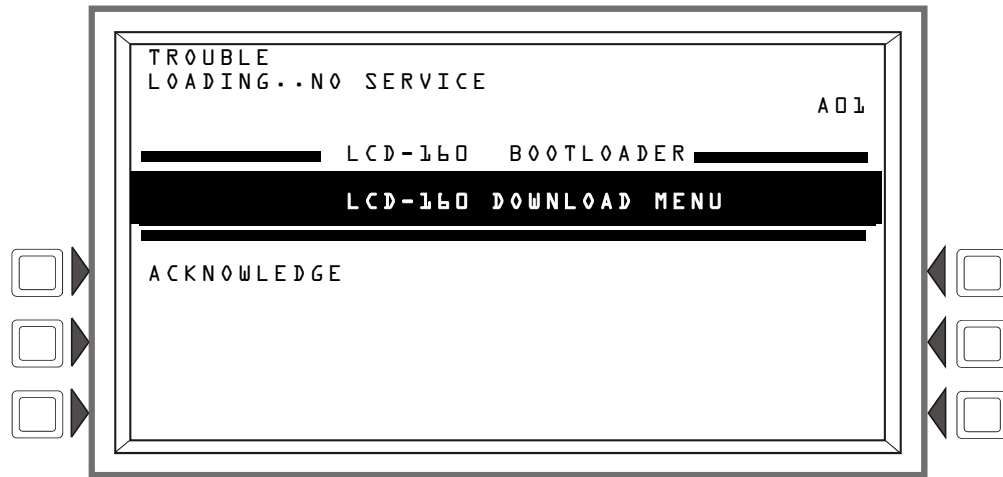 TROUBLE
LOADING..NO SERVICE
A01
LCD-160 BOOTLOADER
LCD-160 DOWNLOAD MENU
ACKNOWLEDGE